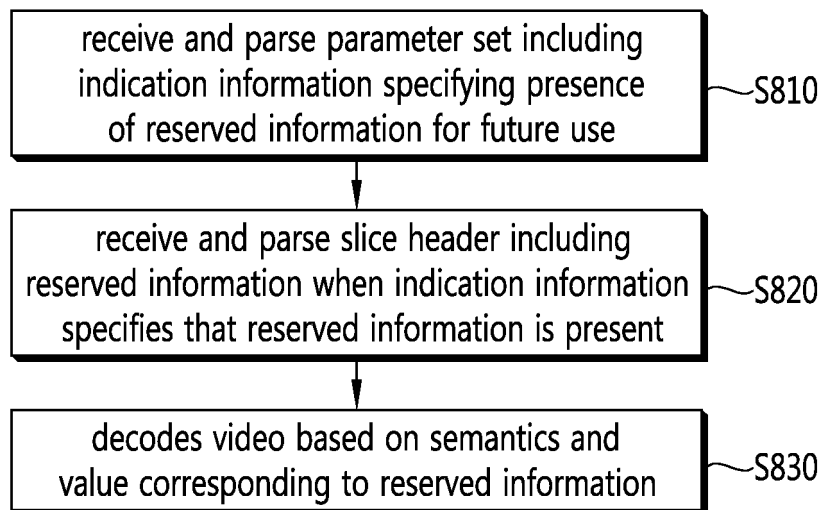 receive and parse parameter set including
indication information specifying presence
of reserved information for future use
S810
receive and parse slice header including
reserved information when indication information
specifies that reserved information is present
S820
decodes video based on semantics and
value corresponding to reserved information
S830